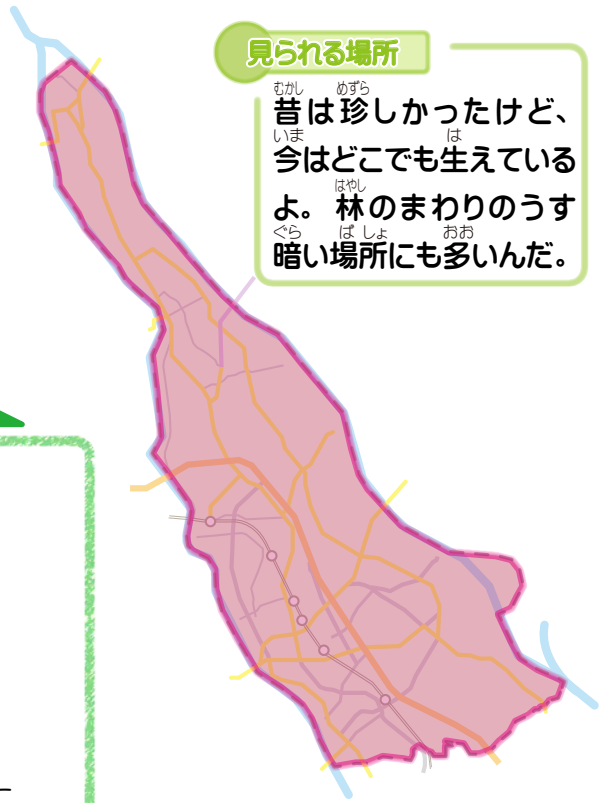 見られる場所
むかし めずら
昔は珍しかったけど、
いま は
今はどこでも生えている
はやし
よ。林のまわりのうす
ぐら ばしょ おお
暗い場所にも多いんだ。